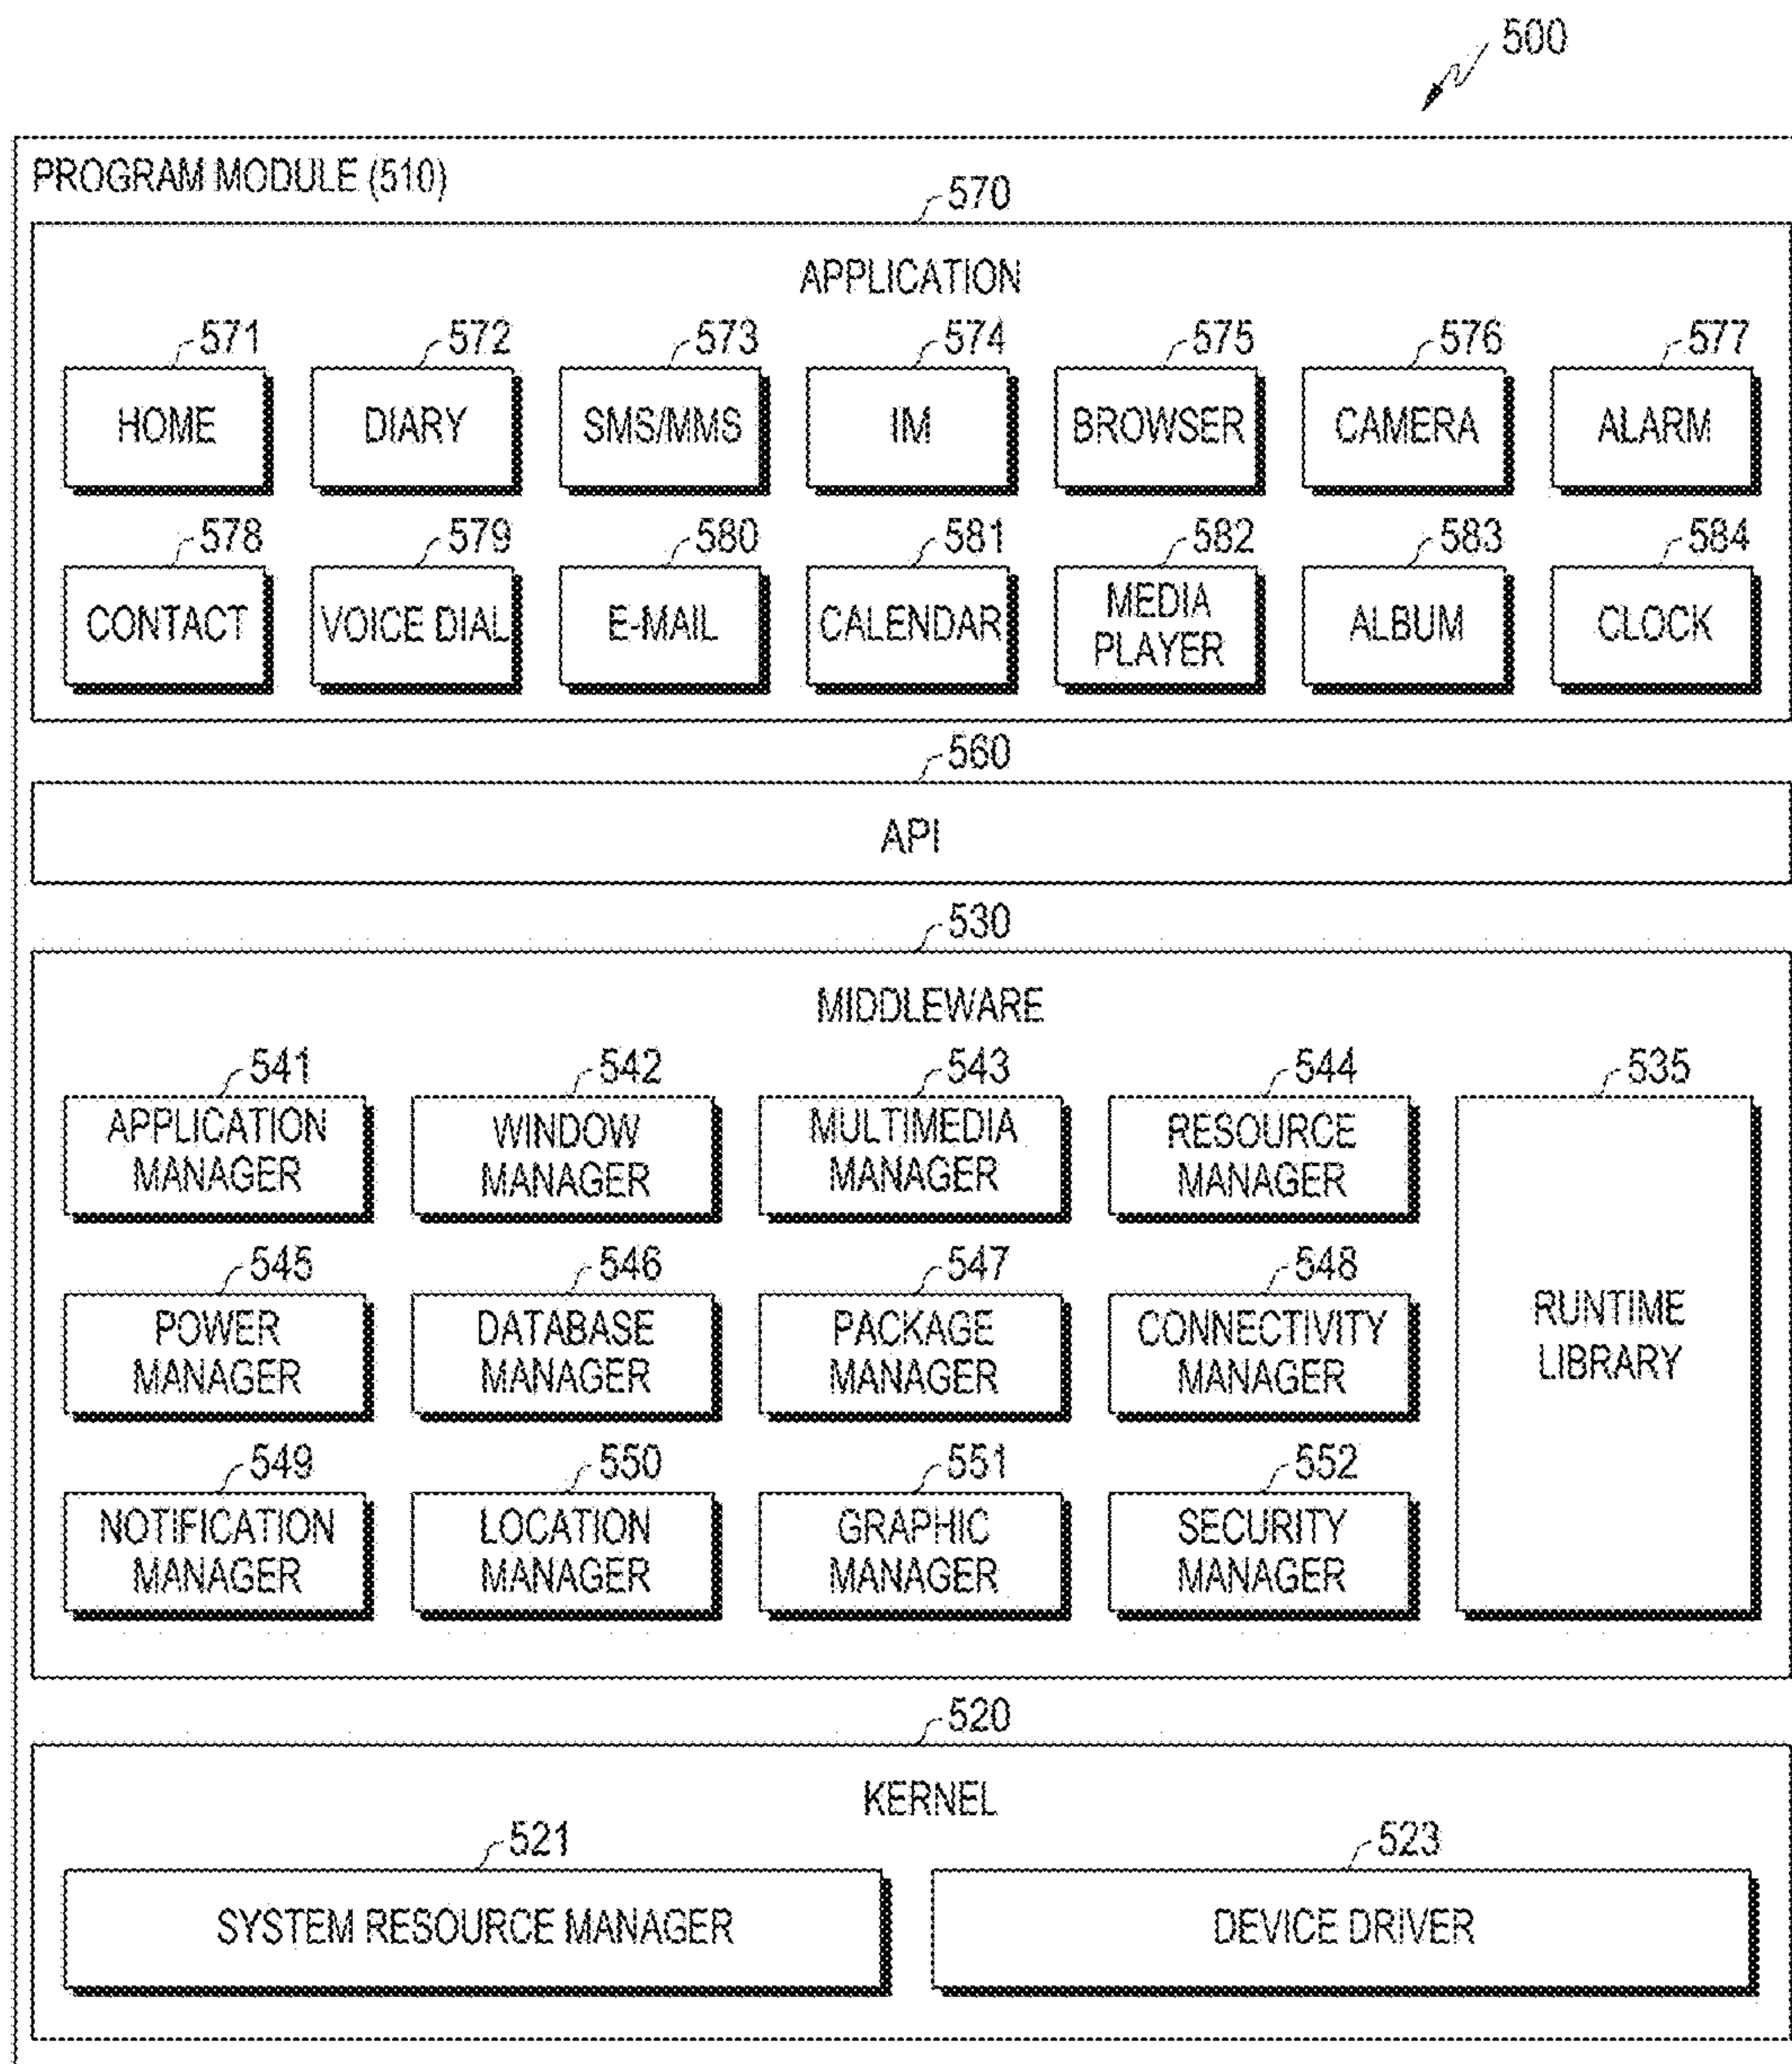 500
PROGRAM MODULE (510)
570
APPLICATION
571 572 573 574 575 576 577
HOME DIARY SMS/MMS IM BROWSER CAMERA ALARM
578 579 580 581 582 583 584
CONTACT VOICE DIAL E-MAIL CALENDAR MEDIA PLAYER ALBUM CLOCK
560
API
530
MIDDLEWARE
541 542 543 544 535
APPLICATION MANAGER WINDOW MANAGER MULTIMEDIA MANAGER RESOURCE MANAGER
545 546 547 548
POWER MANAGER DATABASE MANAGER PACKAGE MANAGER CONNECTIVITY MANAGER RUNTIME LIBRARY
549 550 551 552
NOTIFICATION MANAGER LOCATION MANAGER GRAPHIC MANAGER SECURITY MANAGER
520
KERNEL
521 523
SYSTEM RESOURCE MANAGER DEVICE DRIVER